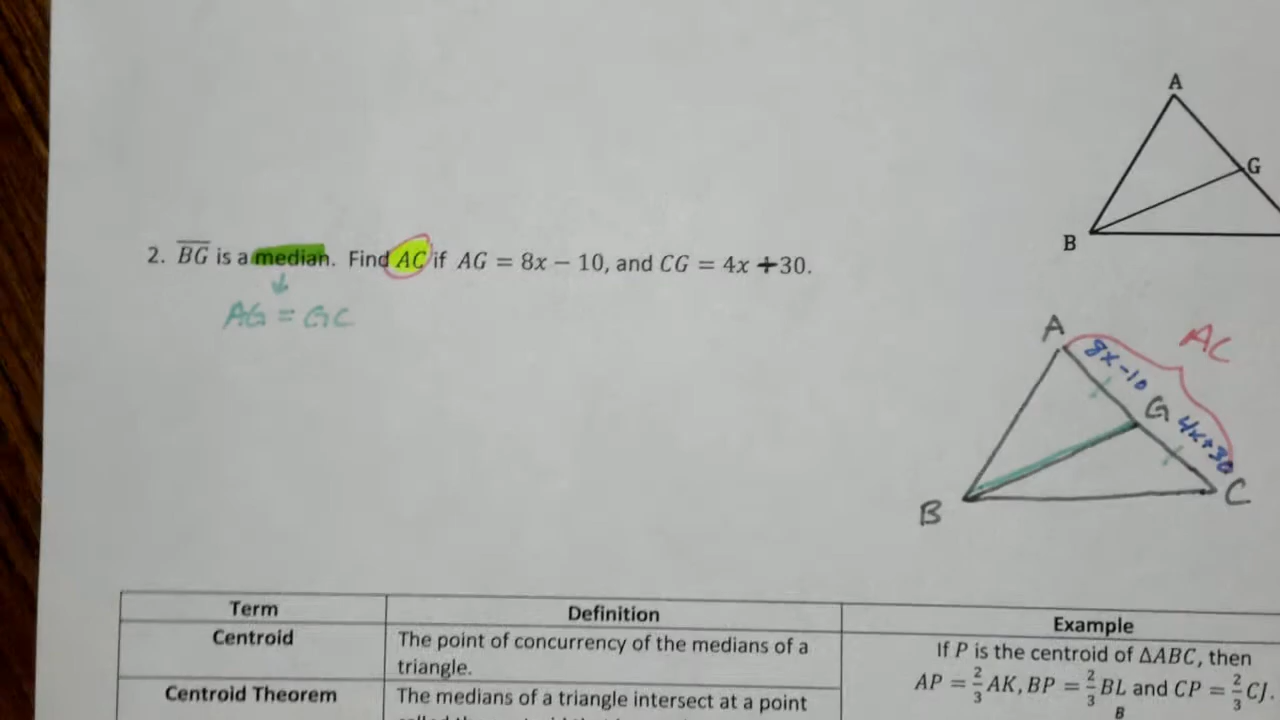 A
G
B
2. BG is a median. Find AC if AG = 8x − 10, and CG = 4x + 30.
AG = GC
A
AC
8x-10
G
4x+30
B
C
Term
Definition
Example
Centroid
The point of concurrency of the medians of a
triangle.
If P is the centroid of ΔABC, then
AP = 2/3 AK, BP = 2/3 BL and CP = 2/3 CJ.
Centroid Theorem
The medians of a triangle intersect at a point
B